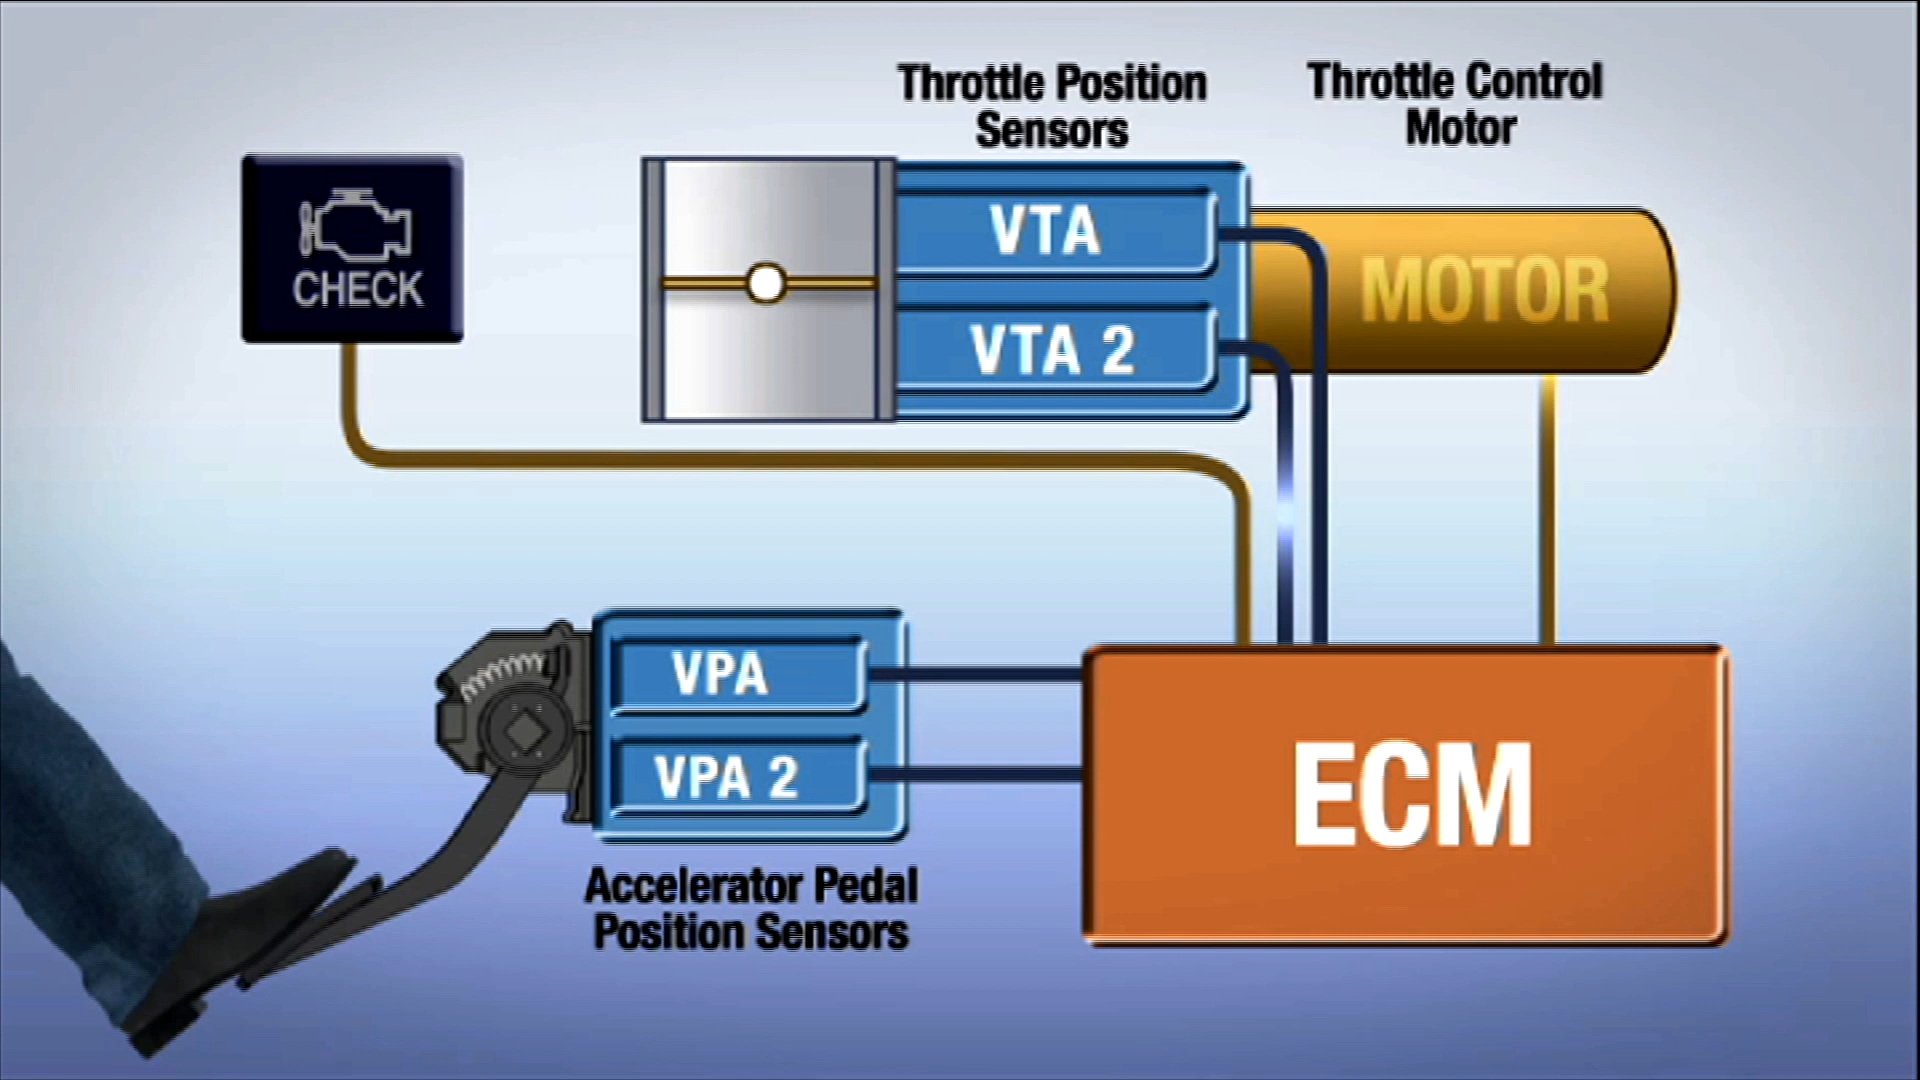 Throttle Position
Sensors
Throttle Control
Motor
CHECK
VTA
VTA 2
MOTOR
VPA
VPA 2
ECM
Accelerator Pedal
Position Sensors